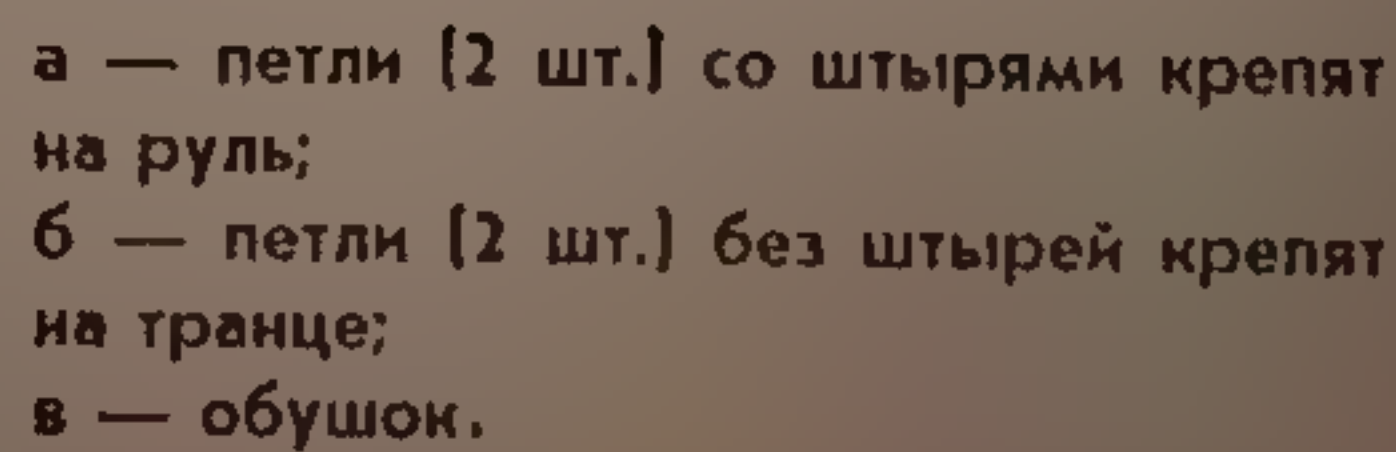 а — петли (2 шт.) со штырями крепят
на руль;
б — петли (2 шт.) без штырей крепят
на транце;
в — обушок.